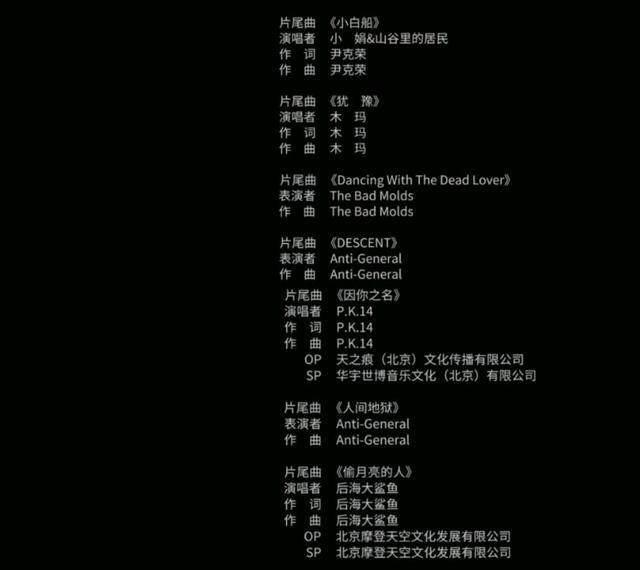 片尾曲 《小白船》
演唱者 小　娟&山谷里的居民
作　词 尹克荣
作　曲 尹克荣
片尾曲 《犹　豫》
演唱者 木　玛
作　词 木　玛
作　曲 木　玛
片尾曲 《Dancing With The Dead Lover》
表演者 The Bad Molds
作　曲 The Bad Molds
片尾曲 《DESCENT》
表演者 Anti-General
作　曲 Anti-General
片尾曲 《因你之名》
演唱者 P.K.14
作　词 P.K.14
作　曲 P.K.14
OP 天之痕（北京）文化传播有限公司
SP 华宇世博音乐文化（北京）有限公司
片尾曲 《人间地狱》
表演者 Anti-General
作　曲 Anti-General
片尾曲 《偷月亮的人》
演唱者 后海大鲨鱼
作　词 后海大鲨鱼
作　曲 后海大鲨鱼
OP 北京摩登天空文化发展有限公司
SP 北京摩登天空文化发展有限公司